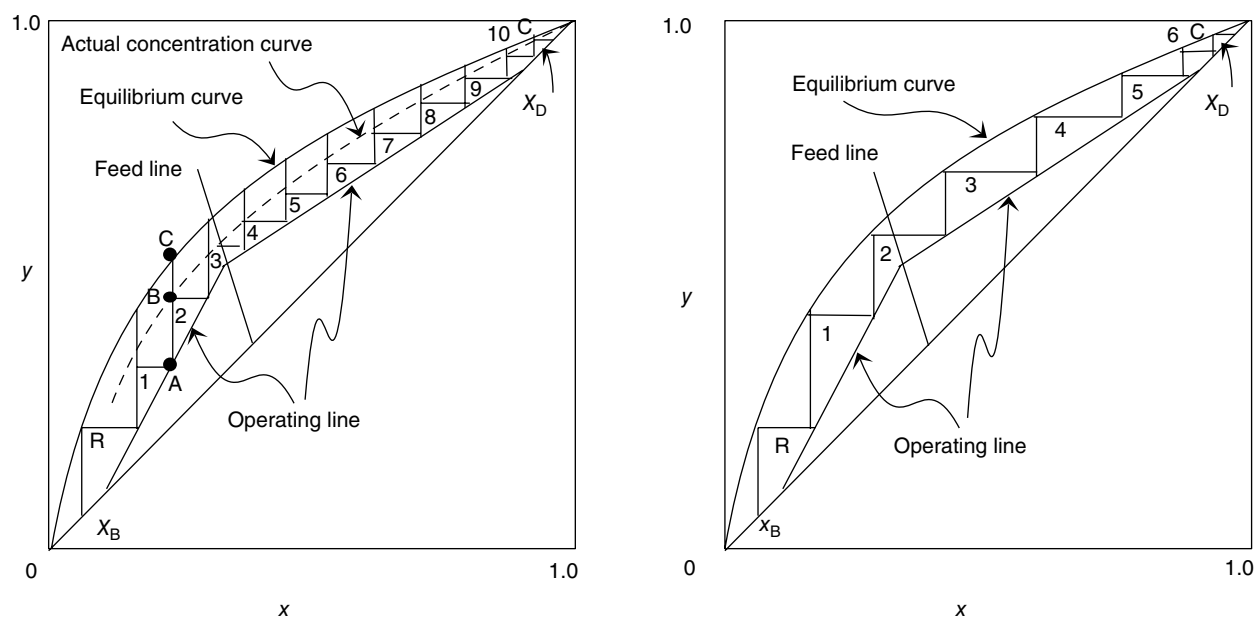 1.0
10 C
Actual concentration curve
Equilibrium curve
X_D
9
8
Feed line
7
6
5
4
C
3
y
B
2
1
A
Operating line
R
X_B
0
1.0
x
1.0
6 C
Equilibrium curve
X_D
5
Feed line
4
3
2
y
1
Operating line
R
x_B
0
1.0
x